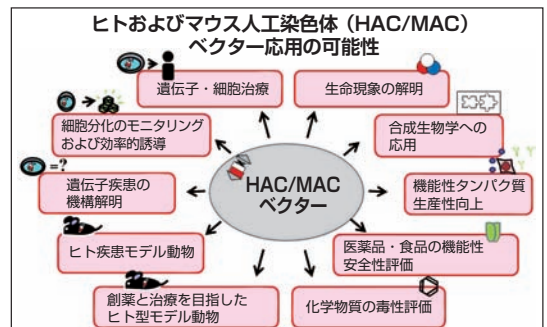 ヒトおよびマウス人工染色体（HAC/MAC）
ベクター応用の可能性
遺伝子・細胞治療
生命現象の解明
細胞分化のモニタリング
および効率的誘導
合成生物学への
応用
=?
遺伝子疾患の
機構解明
HAC/MAC
ベクター
機能性タンパク質
生産性向上
ヒト疾患モデル動物
医薬品・食品の機能性
安全性評価
創薬と治療を目指した
ヒト型モデル動物
化学物質の毒性評価